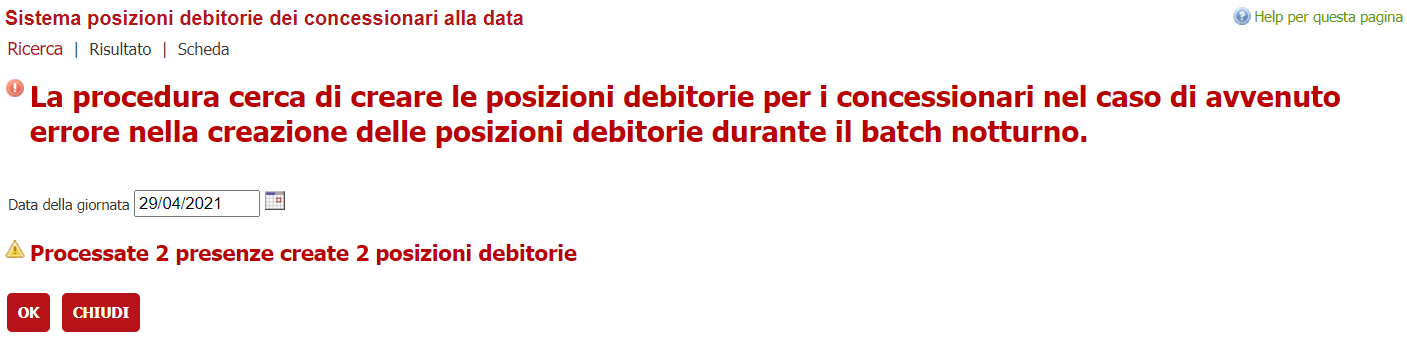 Sistema posizioni debitorie dei concessionari alla data
Help per questa pagina
Ricerca | Risultato | Scheda
La procedura cerca di creare le posizioni debitorie per i concessionari nel caso di avvenuto
errore nella creazione delle posizioni debitorie durante il batch notturno.
Data della giornata 29/04/2021
Processate 2 presenze create 2 posizioni debitorie
OK CHIUDI